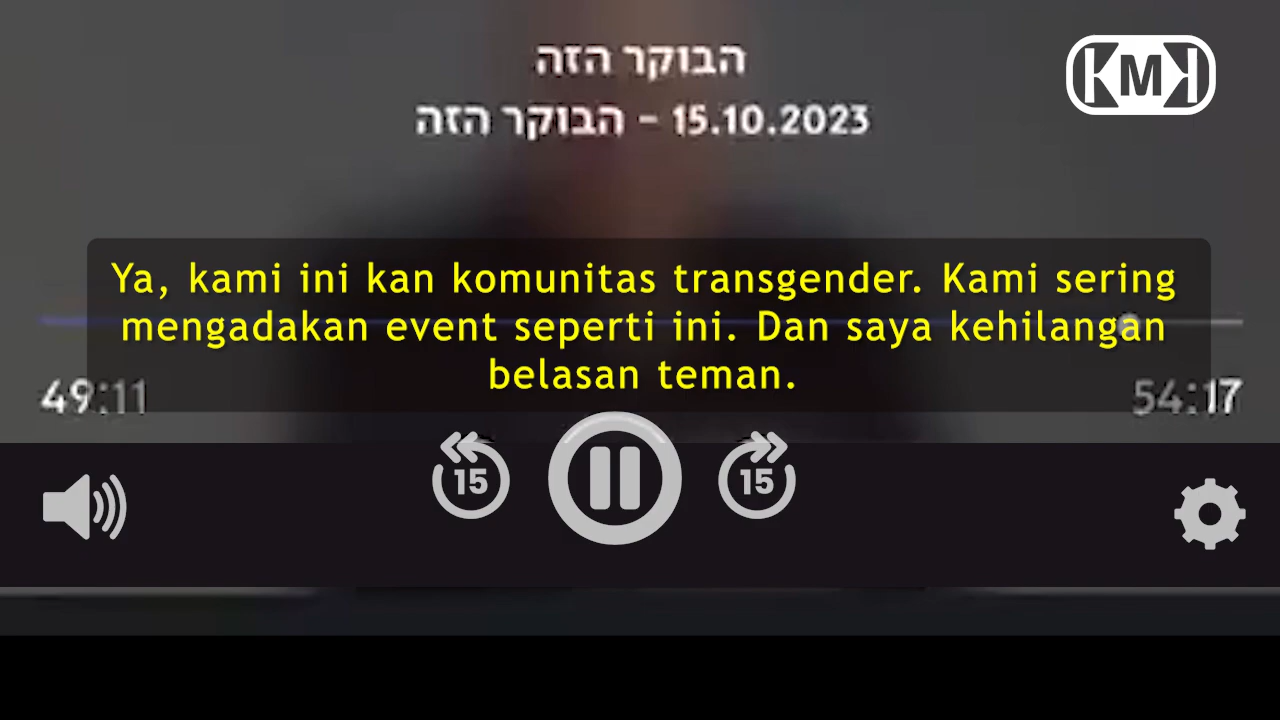 הבוקר הזה
הבוקר הזה - 15.10.2023
KMK
Ya, kami ini kan komunitas transgender. Kami sering
mengadakan event seperti ini. Dan saya kehilangan
belasan teman.
49:11
54:17
15
15